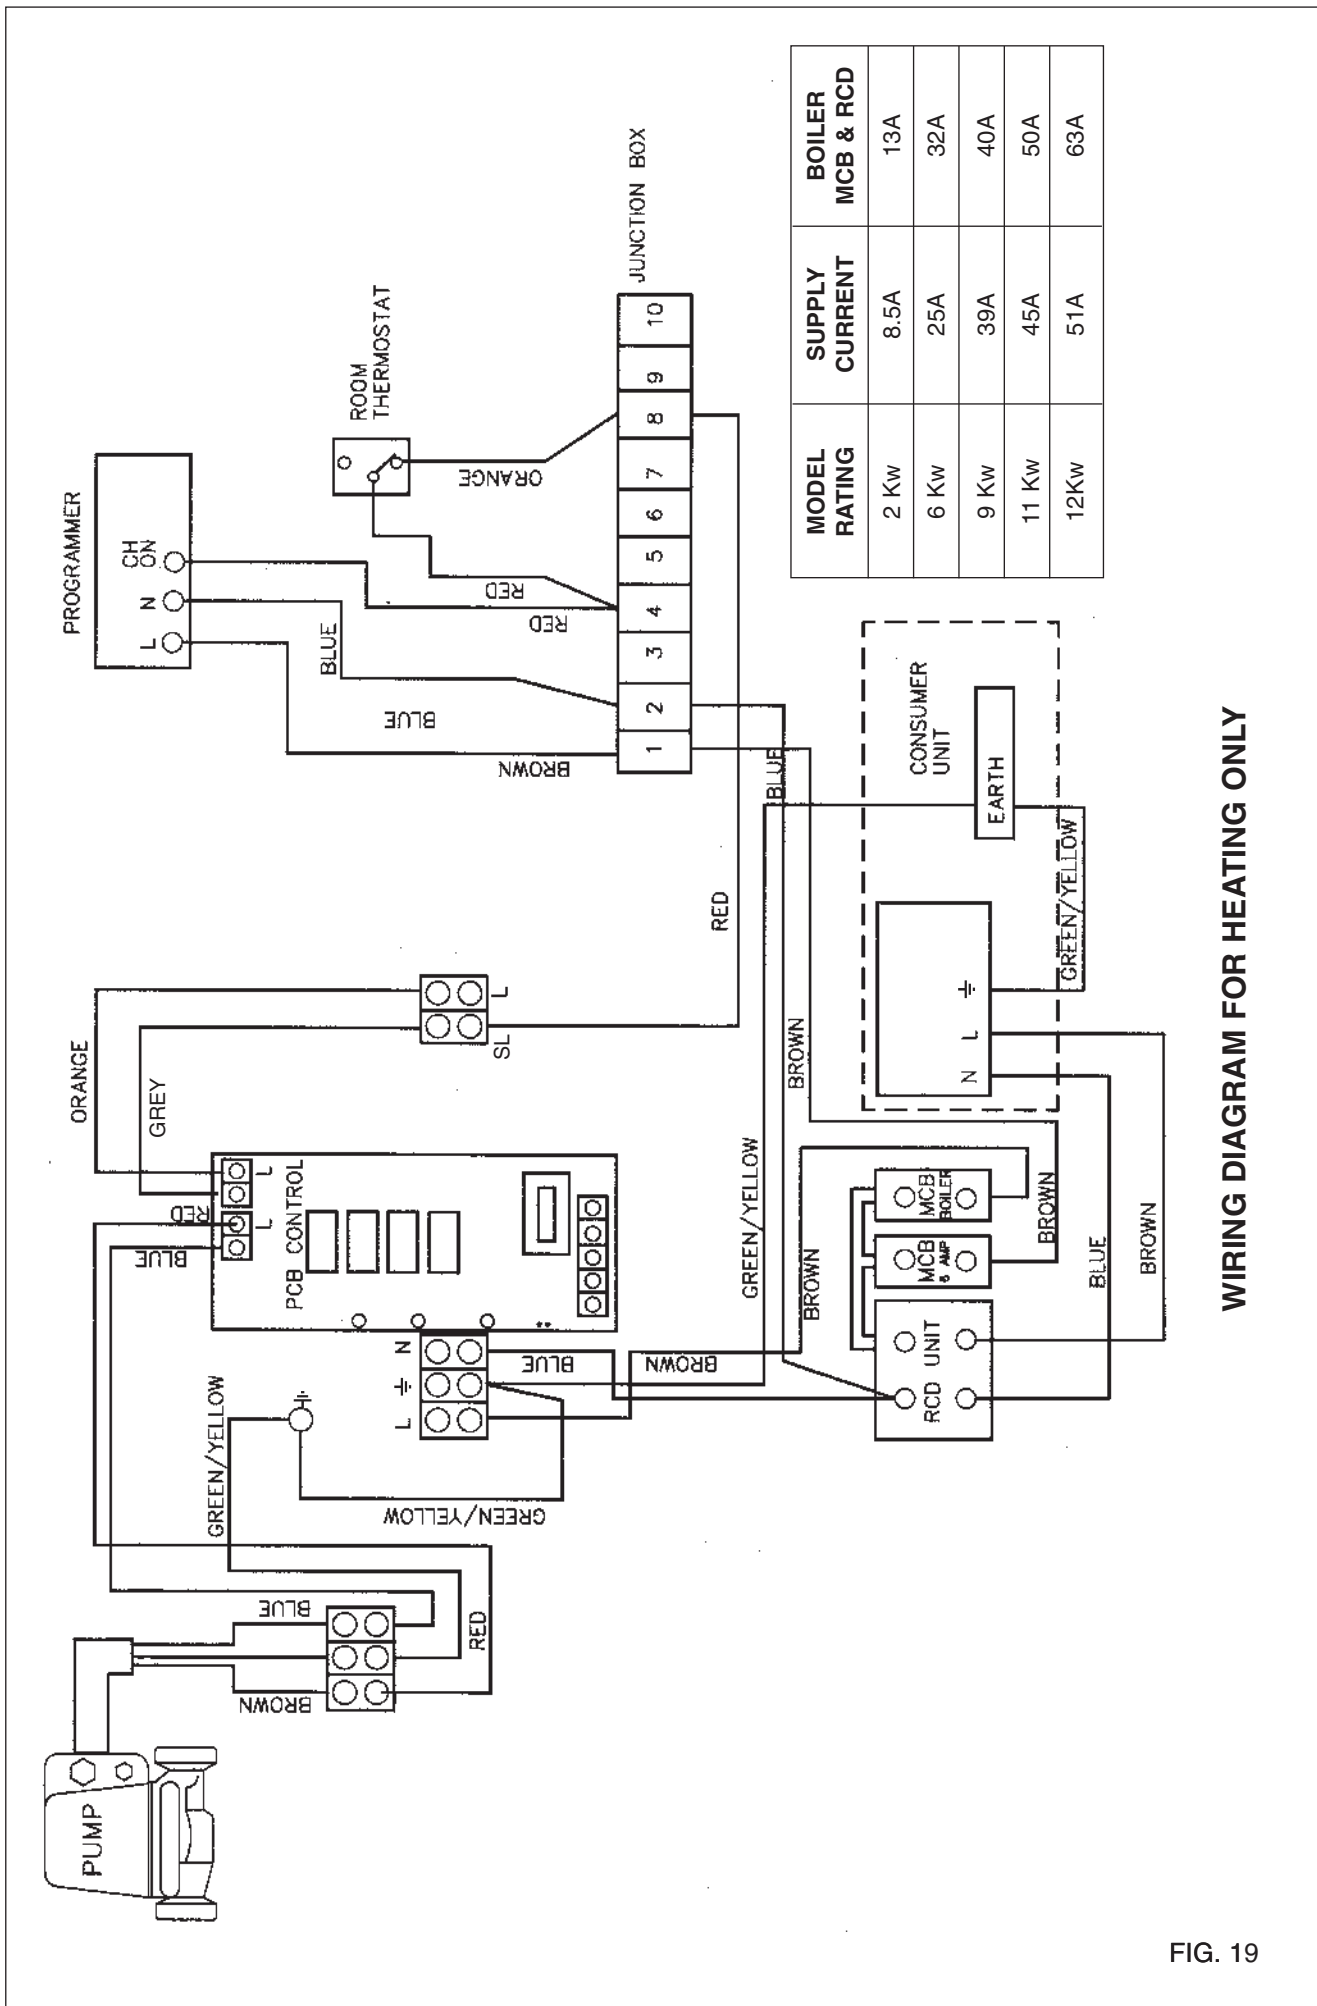 PROGRAMMER
L
N
CH
ON
ROOM
THERMOSTAT
JUNCTION BOX
1
2
3
4
5
6
7
8
9
10
BROWN
BLUE
BLUE
RED
RED
ORANGE
ORANGE
GREY
SL
L
RED
BLUE
BROWN
PCB CONTROL
L
L
RED
BLUE
**
N
L
BLUE
BROWN
GREEN/YELLOW
BROWN
GREEN/YELLOW
GREEN/YELLOW
PUMP
BLUE
BROWN
RED
CONSUMER
UNIT
EARTH
GREEN/YELLOW
N
L
MCB
BOILER
MCB
6 AMP
RCD UNIT
BROWN
BLUE
BROWN
MODEL RATING SUPPLY CURRENT BOILER MCB & RCD
2 Kw 8.5A 13A
6 Kw 25A 32A
9 Kw 39A 40A
11 Kw 45A 50A
12Kw 51A 63A
WIRING DIAGRAM FOR HEATING ONLY
FIG. 19